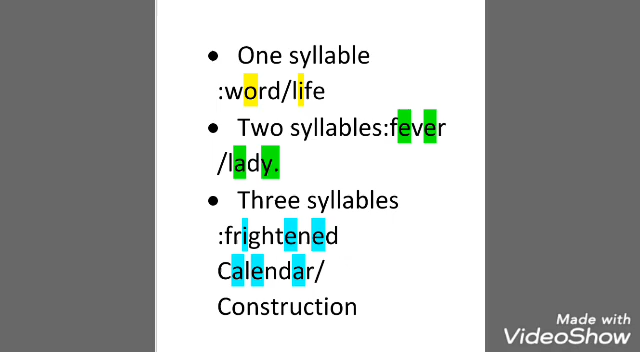 • One syllable
:word/life
• Two syllables:fever
/lady.
• Three syllables
:frightened
Calendar/
Construction
Made with
VideoShow